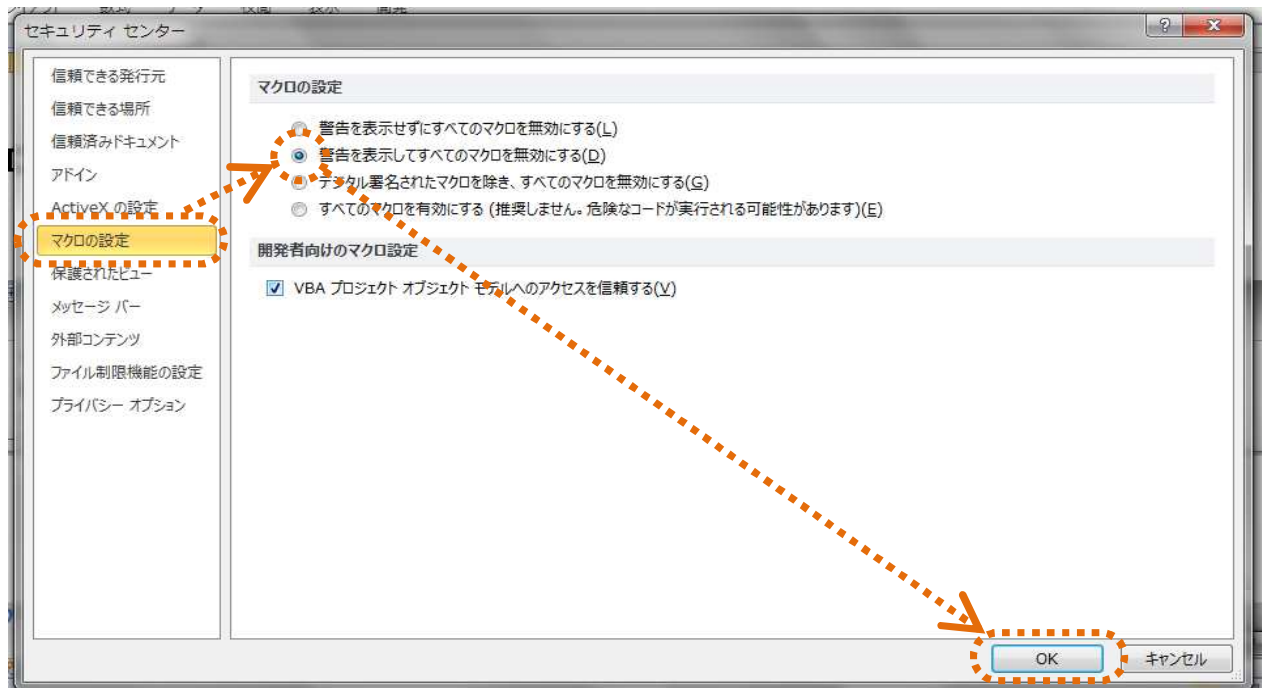 セキュリティ センター
信頼できる発行元
信頼できる場所
信頼済みドキュメント
アドイン
ActiveX の設定
マクロの設定
保護されたビュー
メッセージ バー
外部コンテンツ
ファイル制限機能の設定
プライバシー オプション
マクロの設定
警告を表示せずにすべてのマクロを無効にする(L)
警告を表示してすべてのマクロを無効にする(D)
デジタル署名されたマクロを除き、すべてのマクロを無効にする(G)
すべてのマクロを有効にする (推奨しません。危険なコードが実行される可能性があります)(E)
開発者向けのマクロ設定
VBA プロジェクト オブジェクト モデルへのアクセスを信頼する(V)
OK
キャンセル